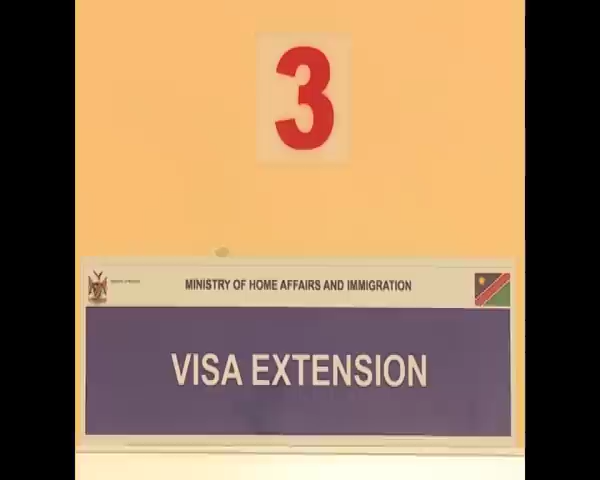 3
MINISTRY OF HOME AFFAIRS AND IMMIGRATION
VISA EXTENSION